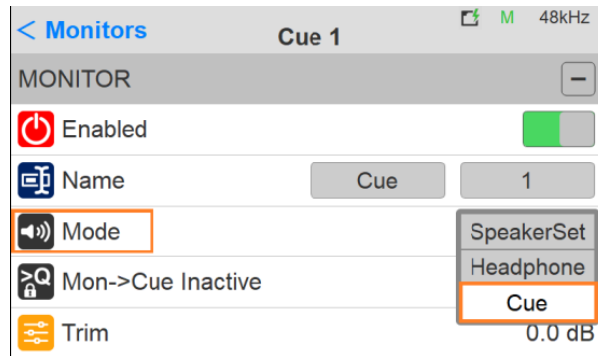 < Monitors
Cue 1
M 48kHz
MONITOR
Enabled
Name Cue 1
Mode SpeakerSet
Headphone
>Q Mon->Cue Inactive
Cue
Trim 0.0 dB